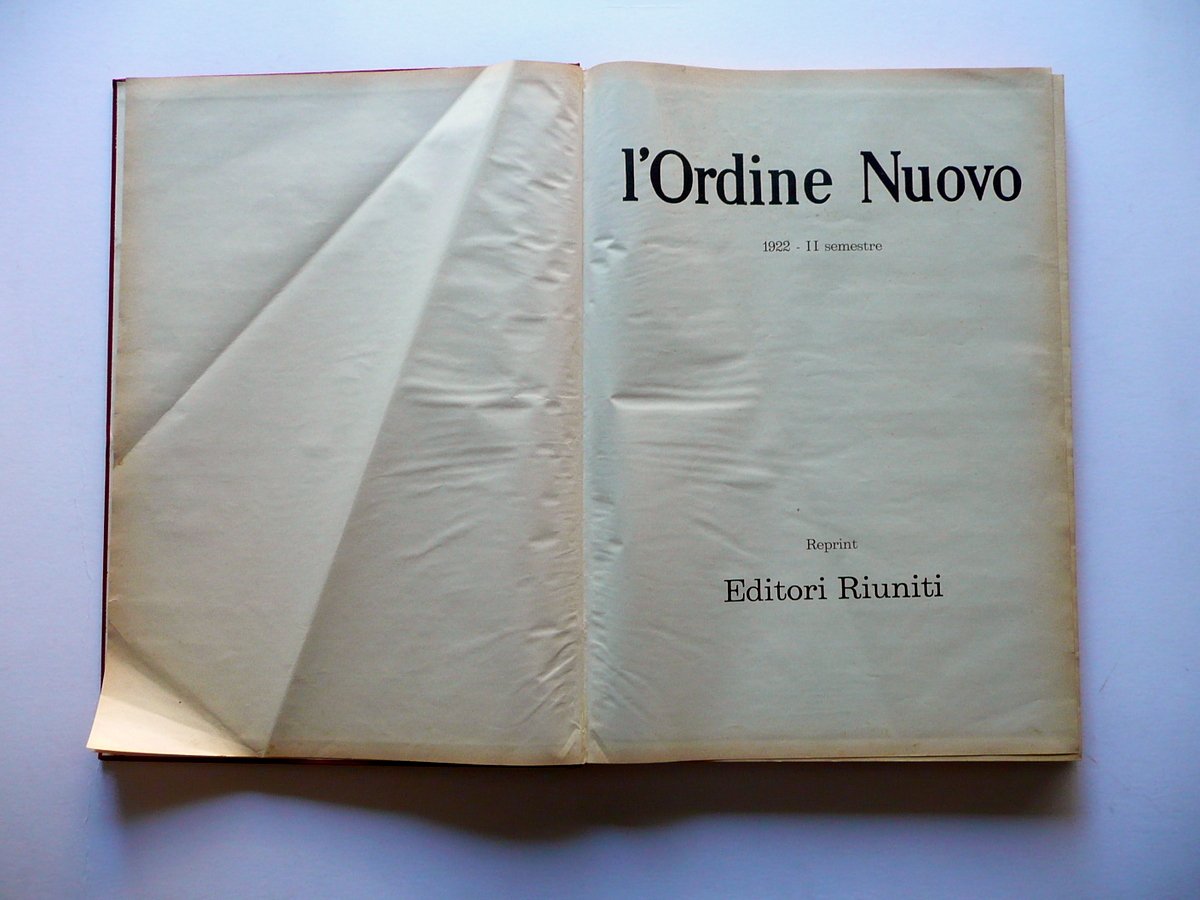 l'Ordine Nuovo
1922 - II semestre
Reprint
Editori Riuniti